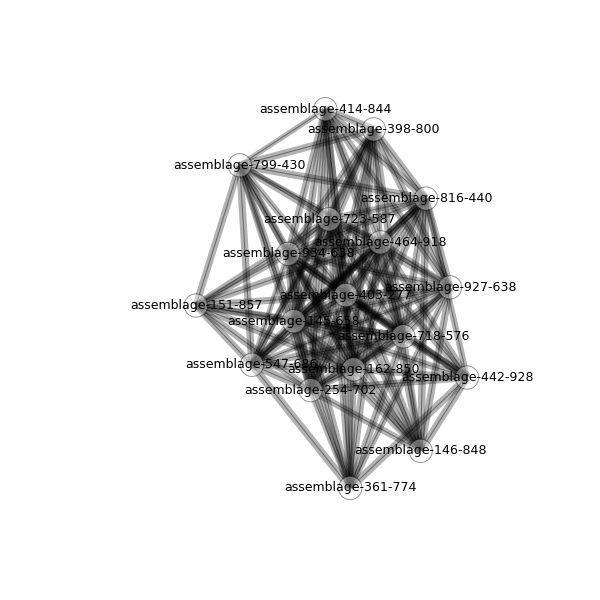 assemblage-414-844
assemblage-398-800
assemblage-799-430
assemblage-816-440
assemblage-723-587
assemblage-464-918
assemblage-934-638
assemblage-927-638
assemblage-403-277
assemblage-151-857
assemblage-145-658
assemblage-718-576
assemblage-547-686
assemblage-162-850
assemblage-442-928
assemblage-254-702
assemblage-146-848
assemblage-361-774